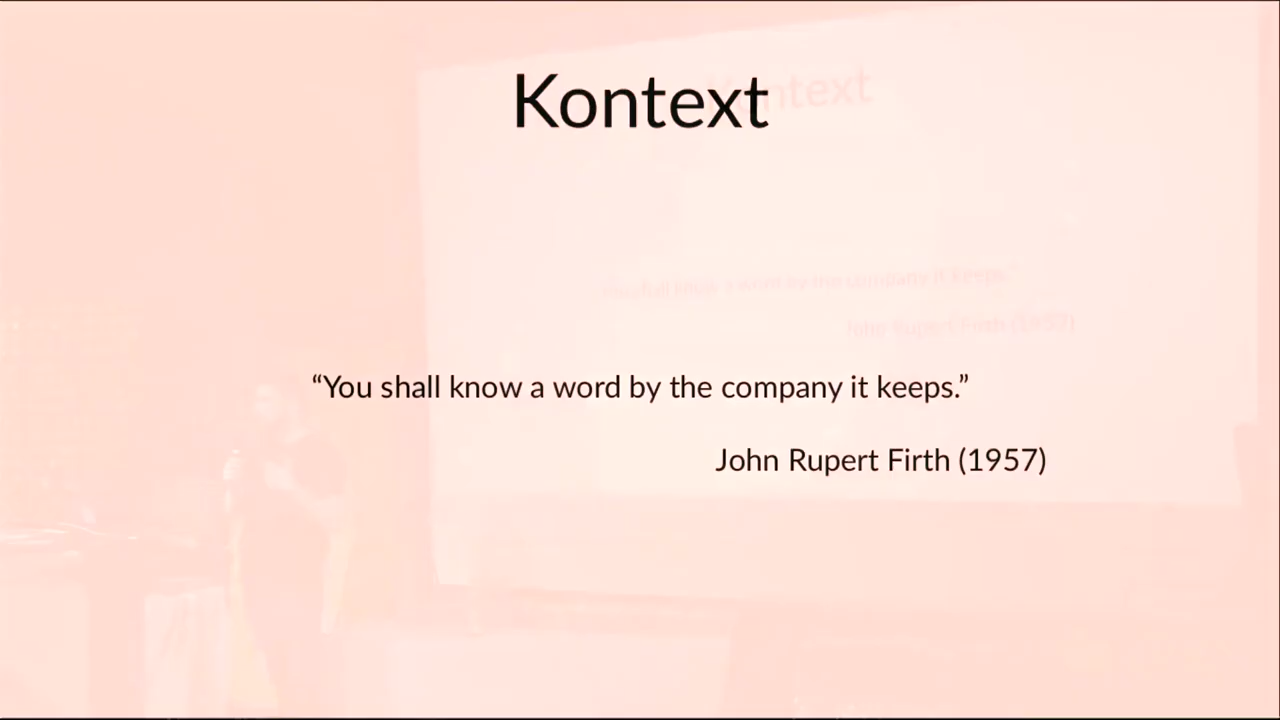 Kontext
“You shall know a word by the company it keeps.”
John Rupert Firth (1957)